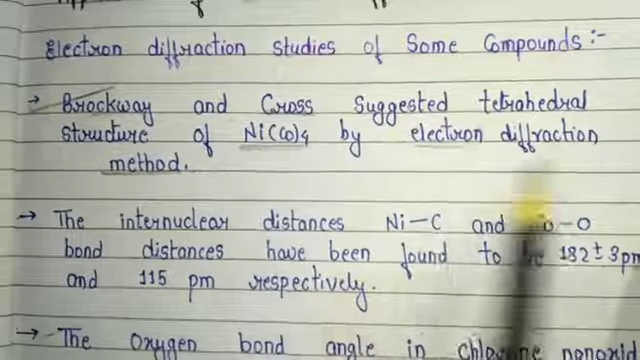 Electron diffraction studies of Some Compounds:-
→ Brockway and Cross Suggested tetrahedral
structure of Ni(CO)4 by electron diffraction
method.
→ The internuclear distances Ni-C and -O
bond distances have been found to 182±3pm
and 115 pm respectively.
→ The Oxygen bond angle in